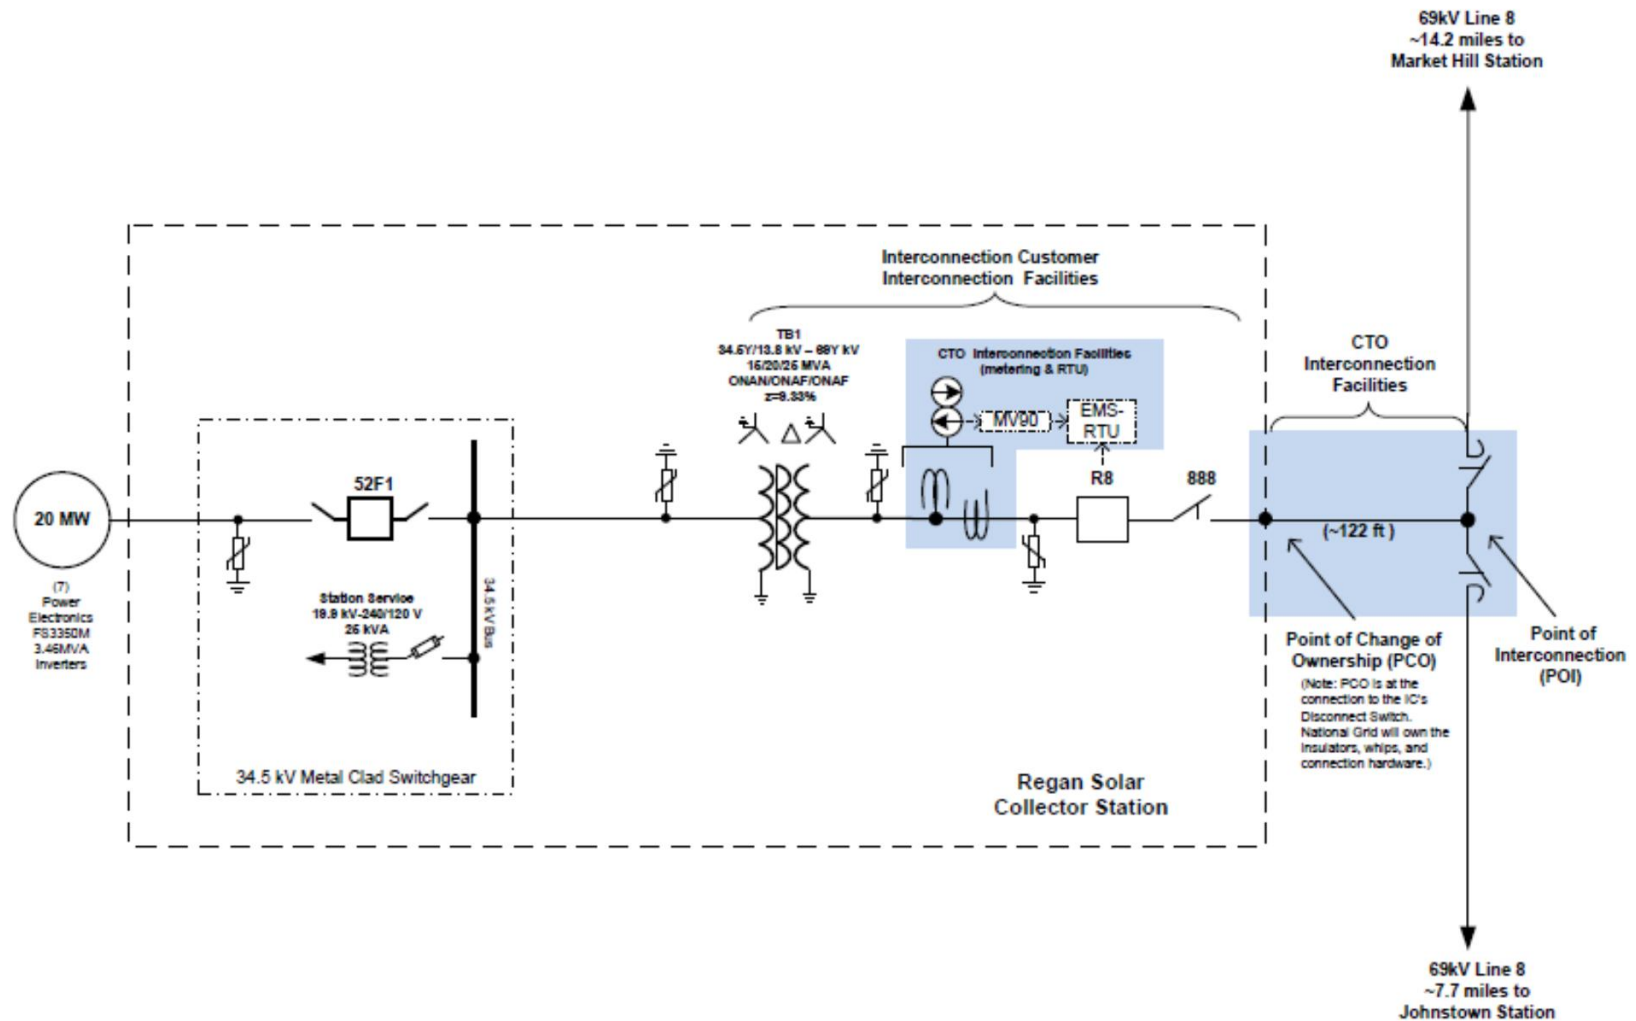 69kV Line 8
~14.2 miles to
Market Hill Station
Interconnection Customer
Interconnection Facilities
TB1
34.5Y/13.8 kV – 69Y kV
15/20/25 MVA
ONAN/ONAF/ONAF
z=9.33%
CTO Interconnection Facilities
(metering & RTU)
MV90
EMS-
RTU
R8
888
CTO
Interconnection
Facilities
52F1
20 MW
(7)
Power
Electronics
FS3350M
3.46MVA
Inverters
Station Service
19.9 kV-240/120 V
25 kVA
34.5 kV Bus
34.5 kV Metal Clad Switchgear
(~122 ft )
Point of Change of
Ownership (PCO)
(Note: PCO is at the
connection to the IC's
Disconnect Switch.
National Grid will own the
insulators, whips, and
connection hardware.)
Point of
Interconnection
(POI)
Regan Solar
Collector Station
69kV Line 8
~7.7 miles to
Johnstown Station